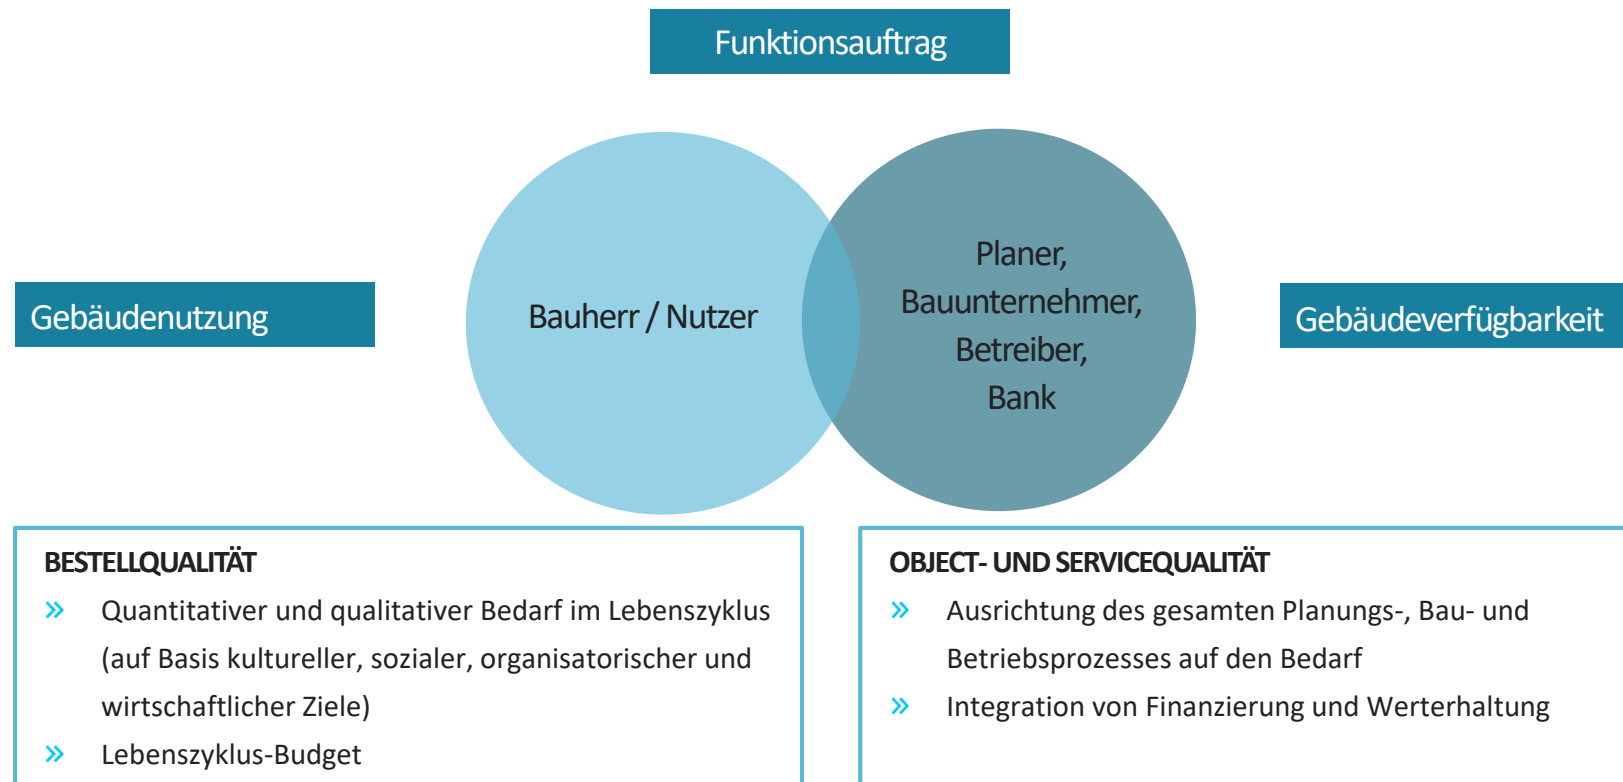 Funktionsauftrag
Gebäudenutzung
Bauherr / Nutzer
Planer,
Bauunternehmer,
Betreiber,
Bank
Gebäudeverfügbarkeit
BESTELLQUALITÄT
» Quantitativer und qualitativer Bedarf im Lebenszyklus
(auf Basis kultureller, sozialer, organisatorischer und
wirtschaftlicher Ziele)
» Lebenszyklus-Budget
OBJECT- UND SERVICEQUALITÄT
» Ausrichtung des gesamten Planungs-, Bau- und
Betriebsprozesses auf den Bedarf
» Integration von Finanzierung und Werterhaltung